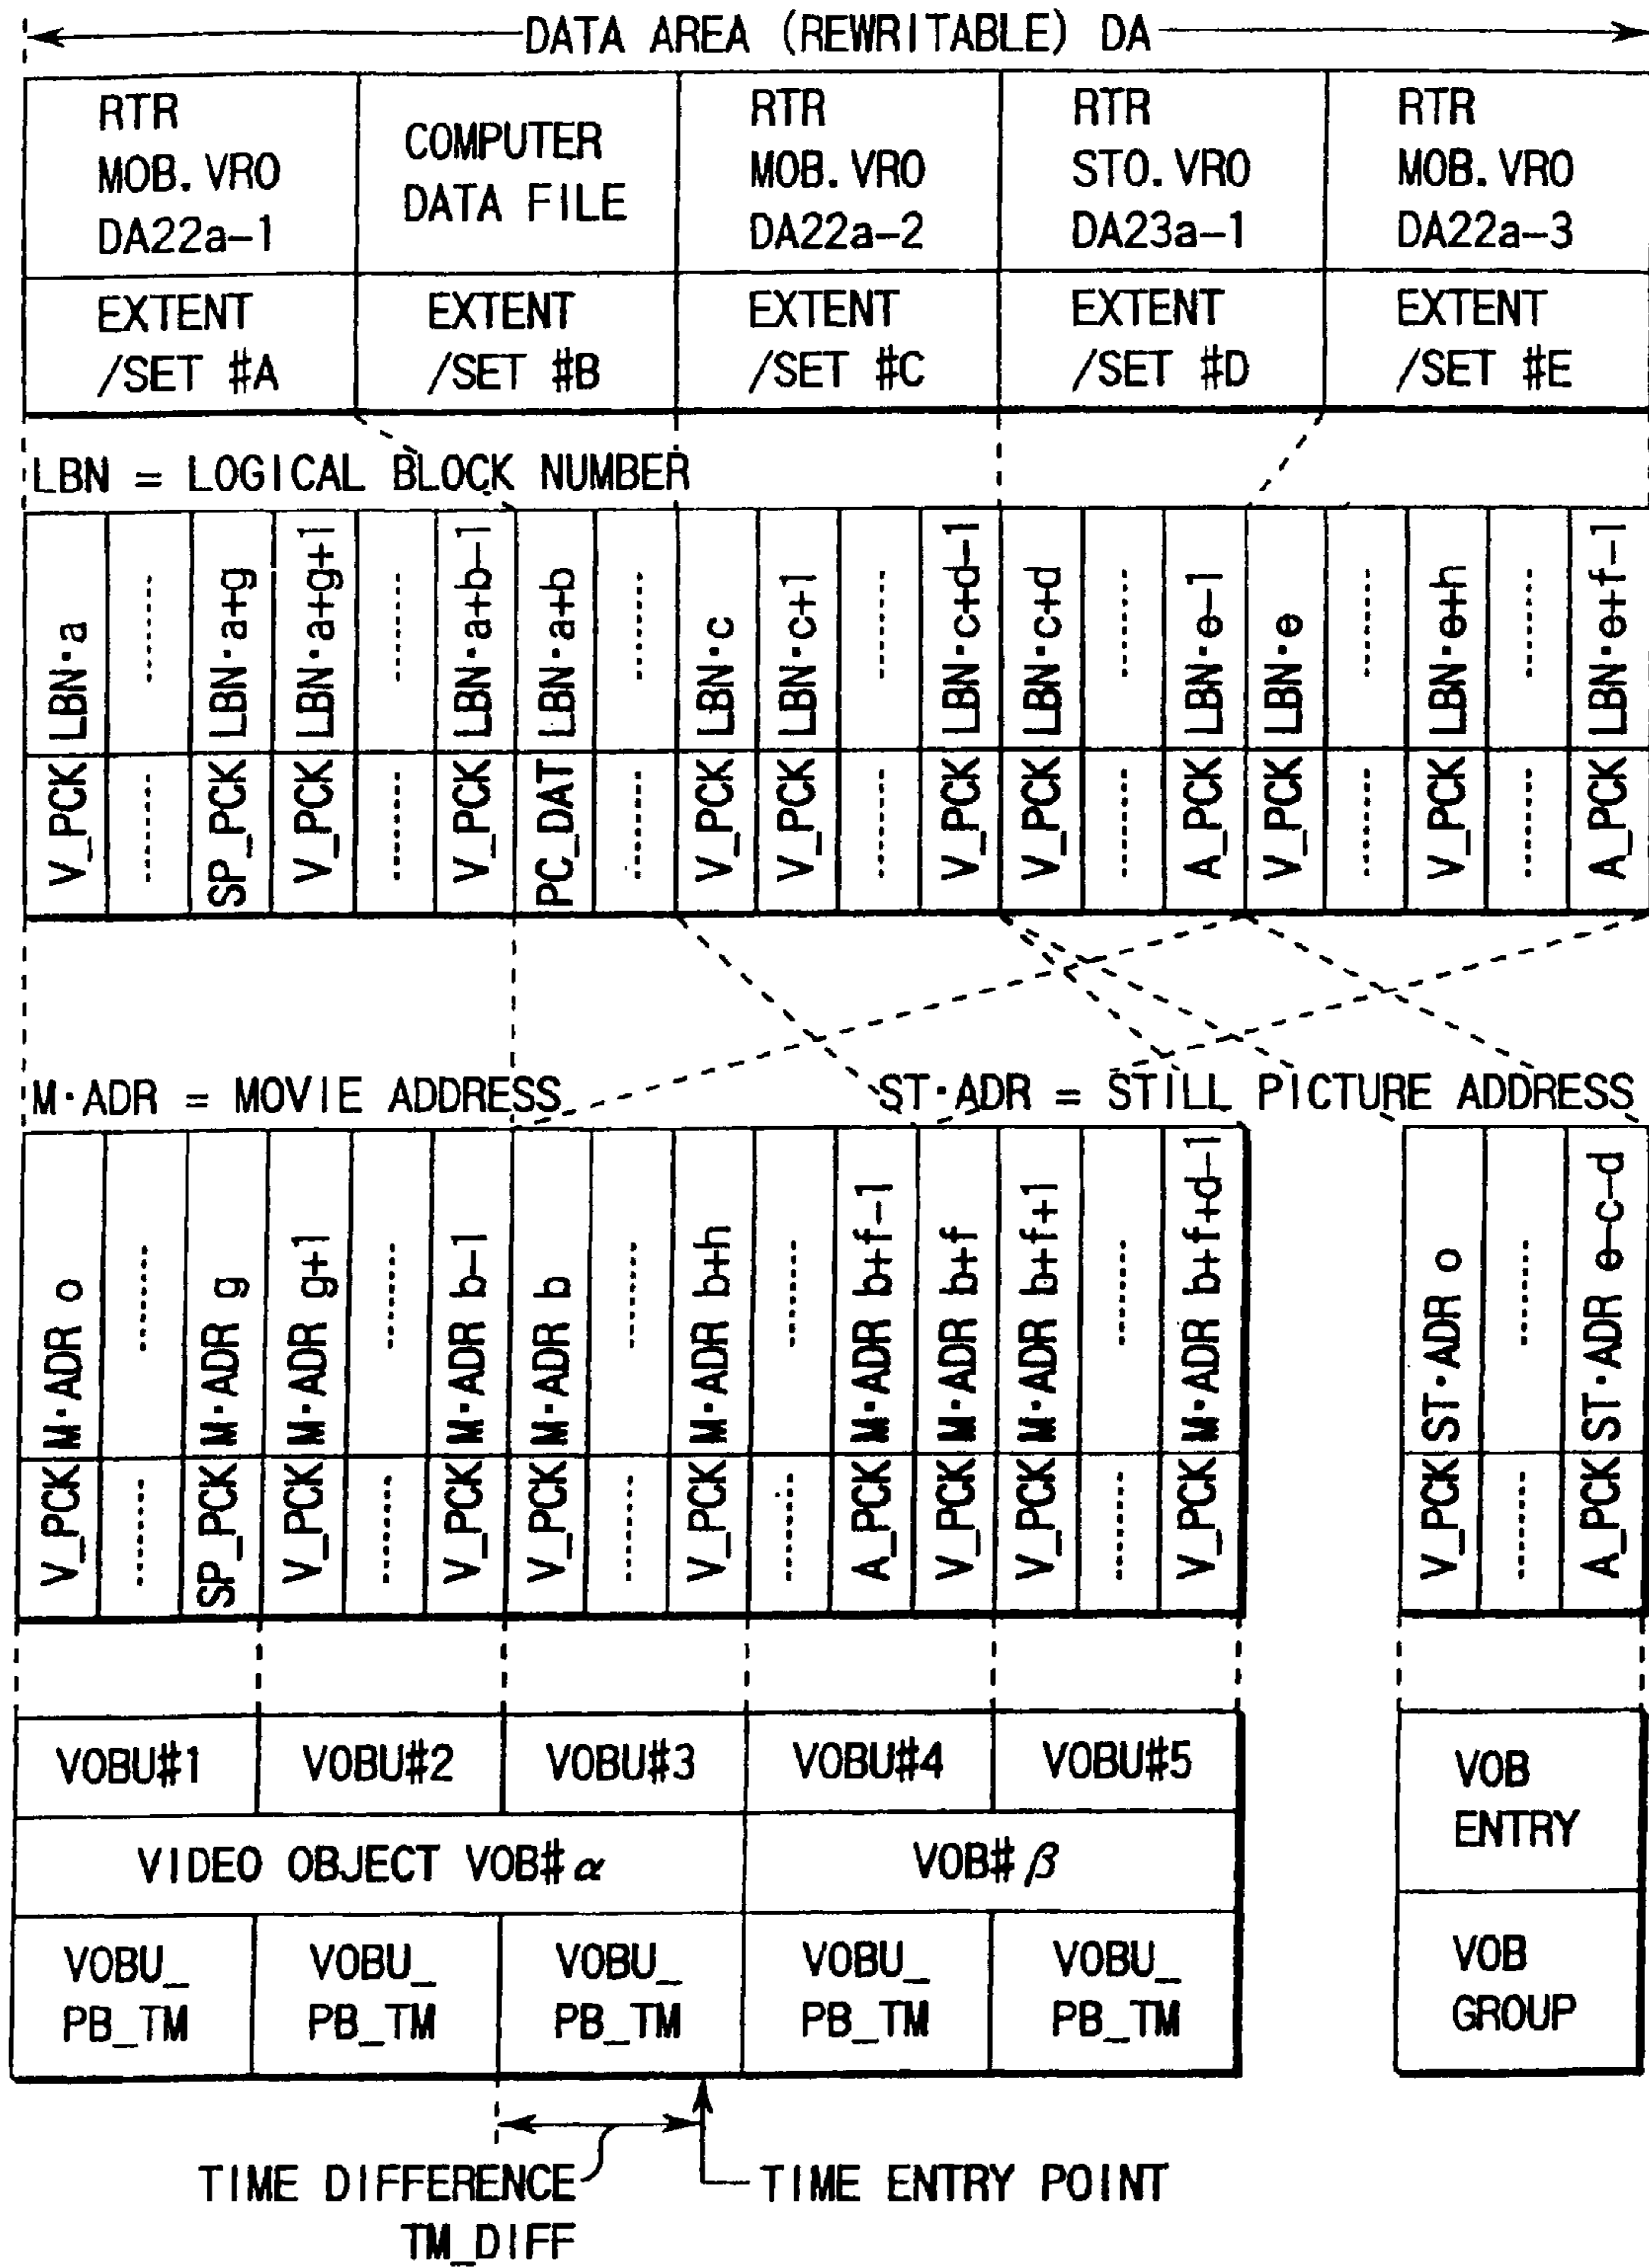 DATA AREA (REWRITABLE) DA
RTR
MOB.VRO
DA22a-1
COMPUTER
DATA FILE
RTR
MOB.VRO
DA22a-2
RTR
STO.VRO
DA23a-1
RTR
MOB.VRO
DA22a-3
EXTENT
/SET #A
EXTENT
/SET #B
EXTENT
/SET #C
EXTENT
/SET #D
EXTENT
/SET #E
LBN = LOGICAL BLOCK NUMBER
V_PCK LBN·a
SP_PCK LBN·a+g
V_PCK LBN·a+g+1
V_PCK LBN·a+b-1
PC_DAT LBN·a+b
V_PCK LBN·c
V_PCK LBN·c+1
V_PCK LBN·c+d-1
V_PCK LBN·c+d
A_PCK LBN·e-1
V_PCK LBN·e
V_PCK LBN·e+h
A_PCK LBN·e+f-1
M·ADR = MOVIE ADDRESS
ST·ADR = STILL PICTURE ADDRESS
V_PCK M·ADR o
SP_PCK M·ADR g
V_PCK M·ADR g+1
V_PCK M·ADR b-1
V_PCK M·ADR b
V_PCK M·ADR b+h
A_PCK M·ADR b+f-1
V_PCK M·ADR b+f
V_PCK M·ADR b+f+1
V_PCK M·ADR b+f+d-1
V_PCK ST·ADR o
A_PCK ST·ADR e-c-d
VOBU#1
VOBU#2
VOBU#3
VOBU#4
VOBU#5
VOB
ENTRY
VIDEO OBJECT VOB#α
VOB#β
VOBU_
PB_TM
VOBU_
PB_TM
VOBU_
PB_TM
VOBU_
PB_TM
VOBU_
PB_TM
VOB
GROUP
TIME DIFFERENCE
TM_DIFF
TIME ENTRY POINT